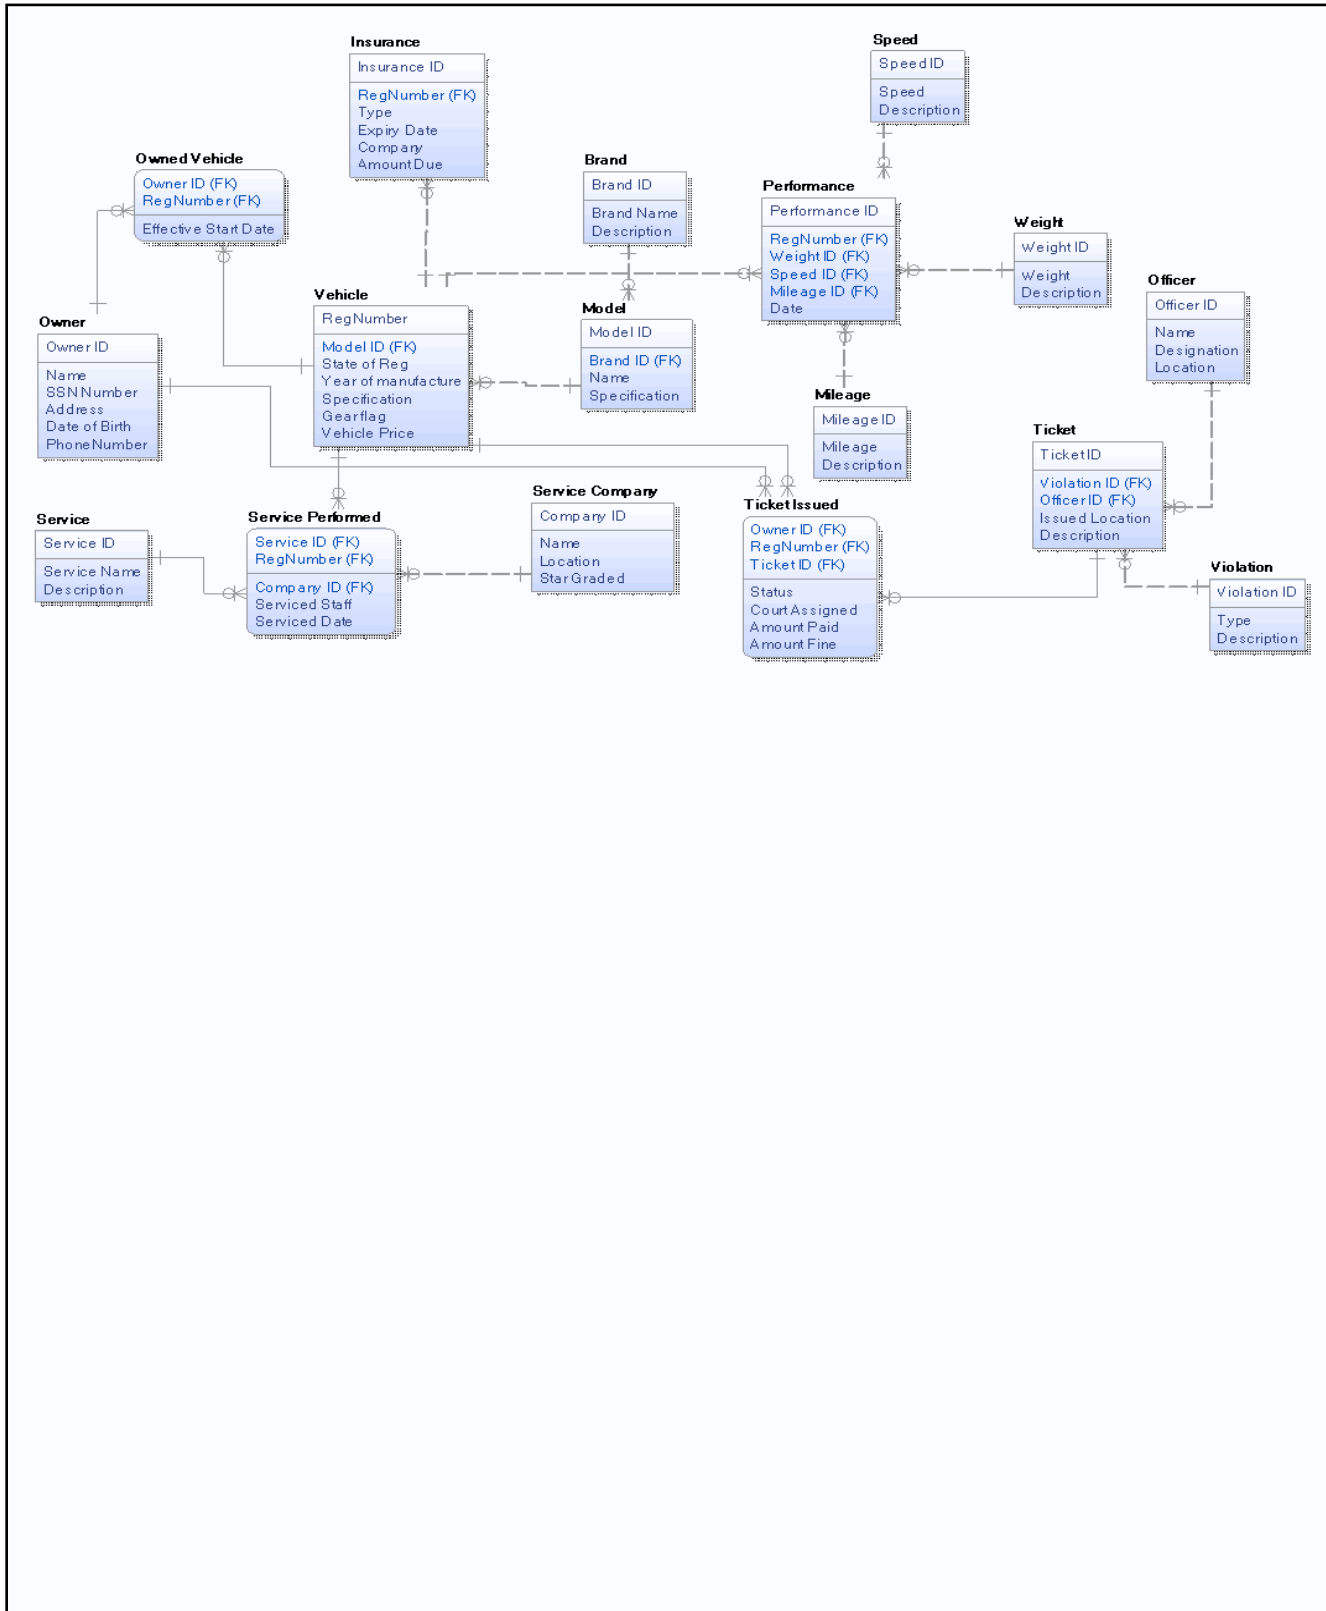 Insurance
Insurance ID
RegNumber (FK)
Type
Expiry Date
Company
Amount Due
Speed
Speed ID
Speed
Description
Owned Vehicle
Owner ID (FK)
RegNumber (FK)
Effective Start Date
Brand
Brand ID
Brand Name
Description
Performance
Performance ID
RegNumber (FK)
Weight ID (FK)
Speed ID (FK)
Mileage ID (FK)
Date
Weight
Weight ID
Weight
Description
Officer
Officer ID
Name
Designation
Location
Owner
Owner ID
Name
SSN Number
Address
Date of Birth
Phone Number
Vehicle
RegNumber
Model ID (FK)
State of Reg
Year of manufacture
Specification
Gearflag
Vehicle Price
Model
Model ID
Brand ID (FK)
Name
Specification
Mileage
Mileage ID
Mileage
Description
Ticket
Ticket ID
Violation ID (FK)
Officer ID (FK)
Issued Location
Description
Service
Service ID
Service Name
Description
Service Performed
Service ID (FK)
RegNumber (FK)
Company ID (FK)
Serviced Staff
Serviced Date
Service Company
Company ID
Name
Location
Star Graded
Ticket Issued
Owner ID (FK)
RegNumber (FK)
Ticket ID (FK)
Status
Court Assigned
Amount Paid
Amount Fine
Violation
Violation ID
Type
Description